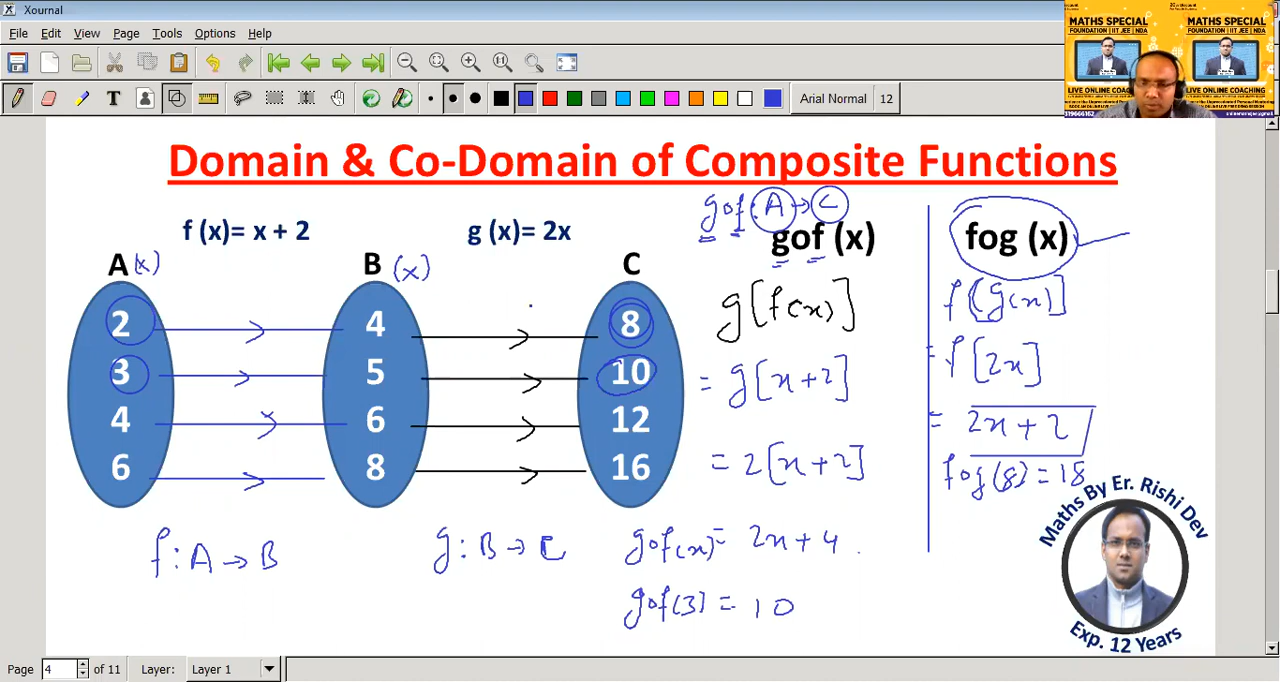 Xournal
File Edit View Page Tools Options Help
Arial Normal 12
MATHS SPECIAL
FOUNDATION | IIT JEE | NDA
LIVE ONLINE COACHING
MATHS SPECIAL
FOUNDATION | IIT JEE | NDA
LIVE ONLINE COACHING
Domain & Co-Domain of Composite Functions
f (x)= x + 2
g (x)= 2x
gof : A → C
gof (x)
fog (x)
A (x)
B (x)
C
2 4 8
3 5 10
4 6 12
6 8 16
f : A → B
g : B → C
g[f(x)]
= g[x+2]
= 2[x+2]
gof(x) = 2x+4
gof(3) = 10
f[g(x)]
= f[2x]
= 2x+2
fog(8) = 18
Maths By Er. Rishi Dev
Exp. 12 Years
Page 4 of 11 Layer: Layer 1